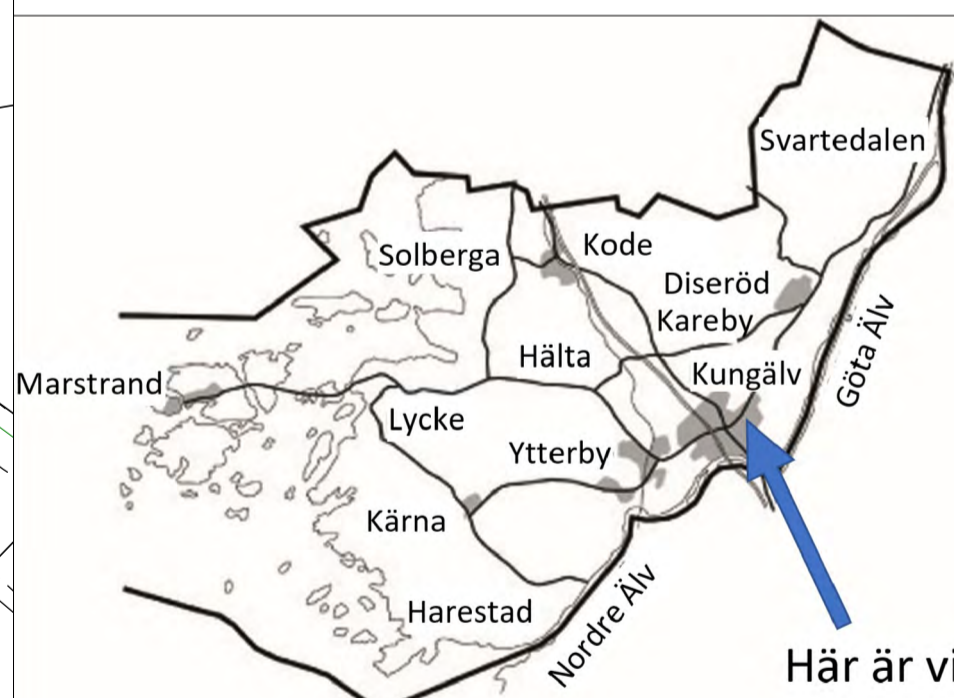 Svartedalen
Kode
Solberga
Diseröd
Kareby
Göta Älv
Hälta
Kungälv
Marstrand
Lycke
Ytterby
Kärna
Nordre Älv
Harestad
Här är vi